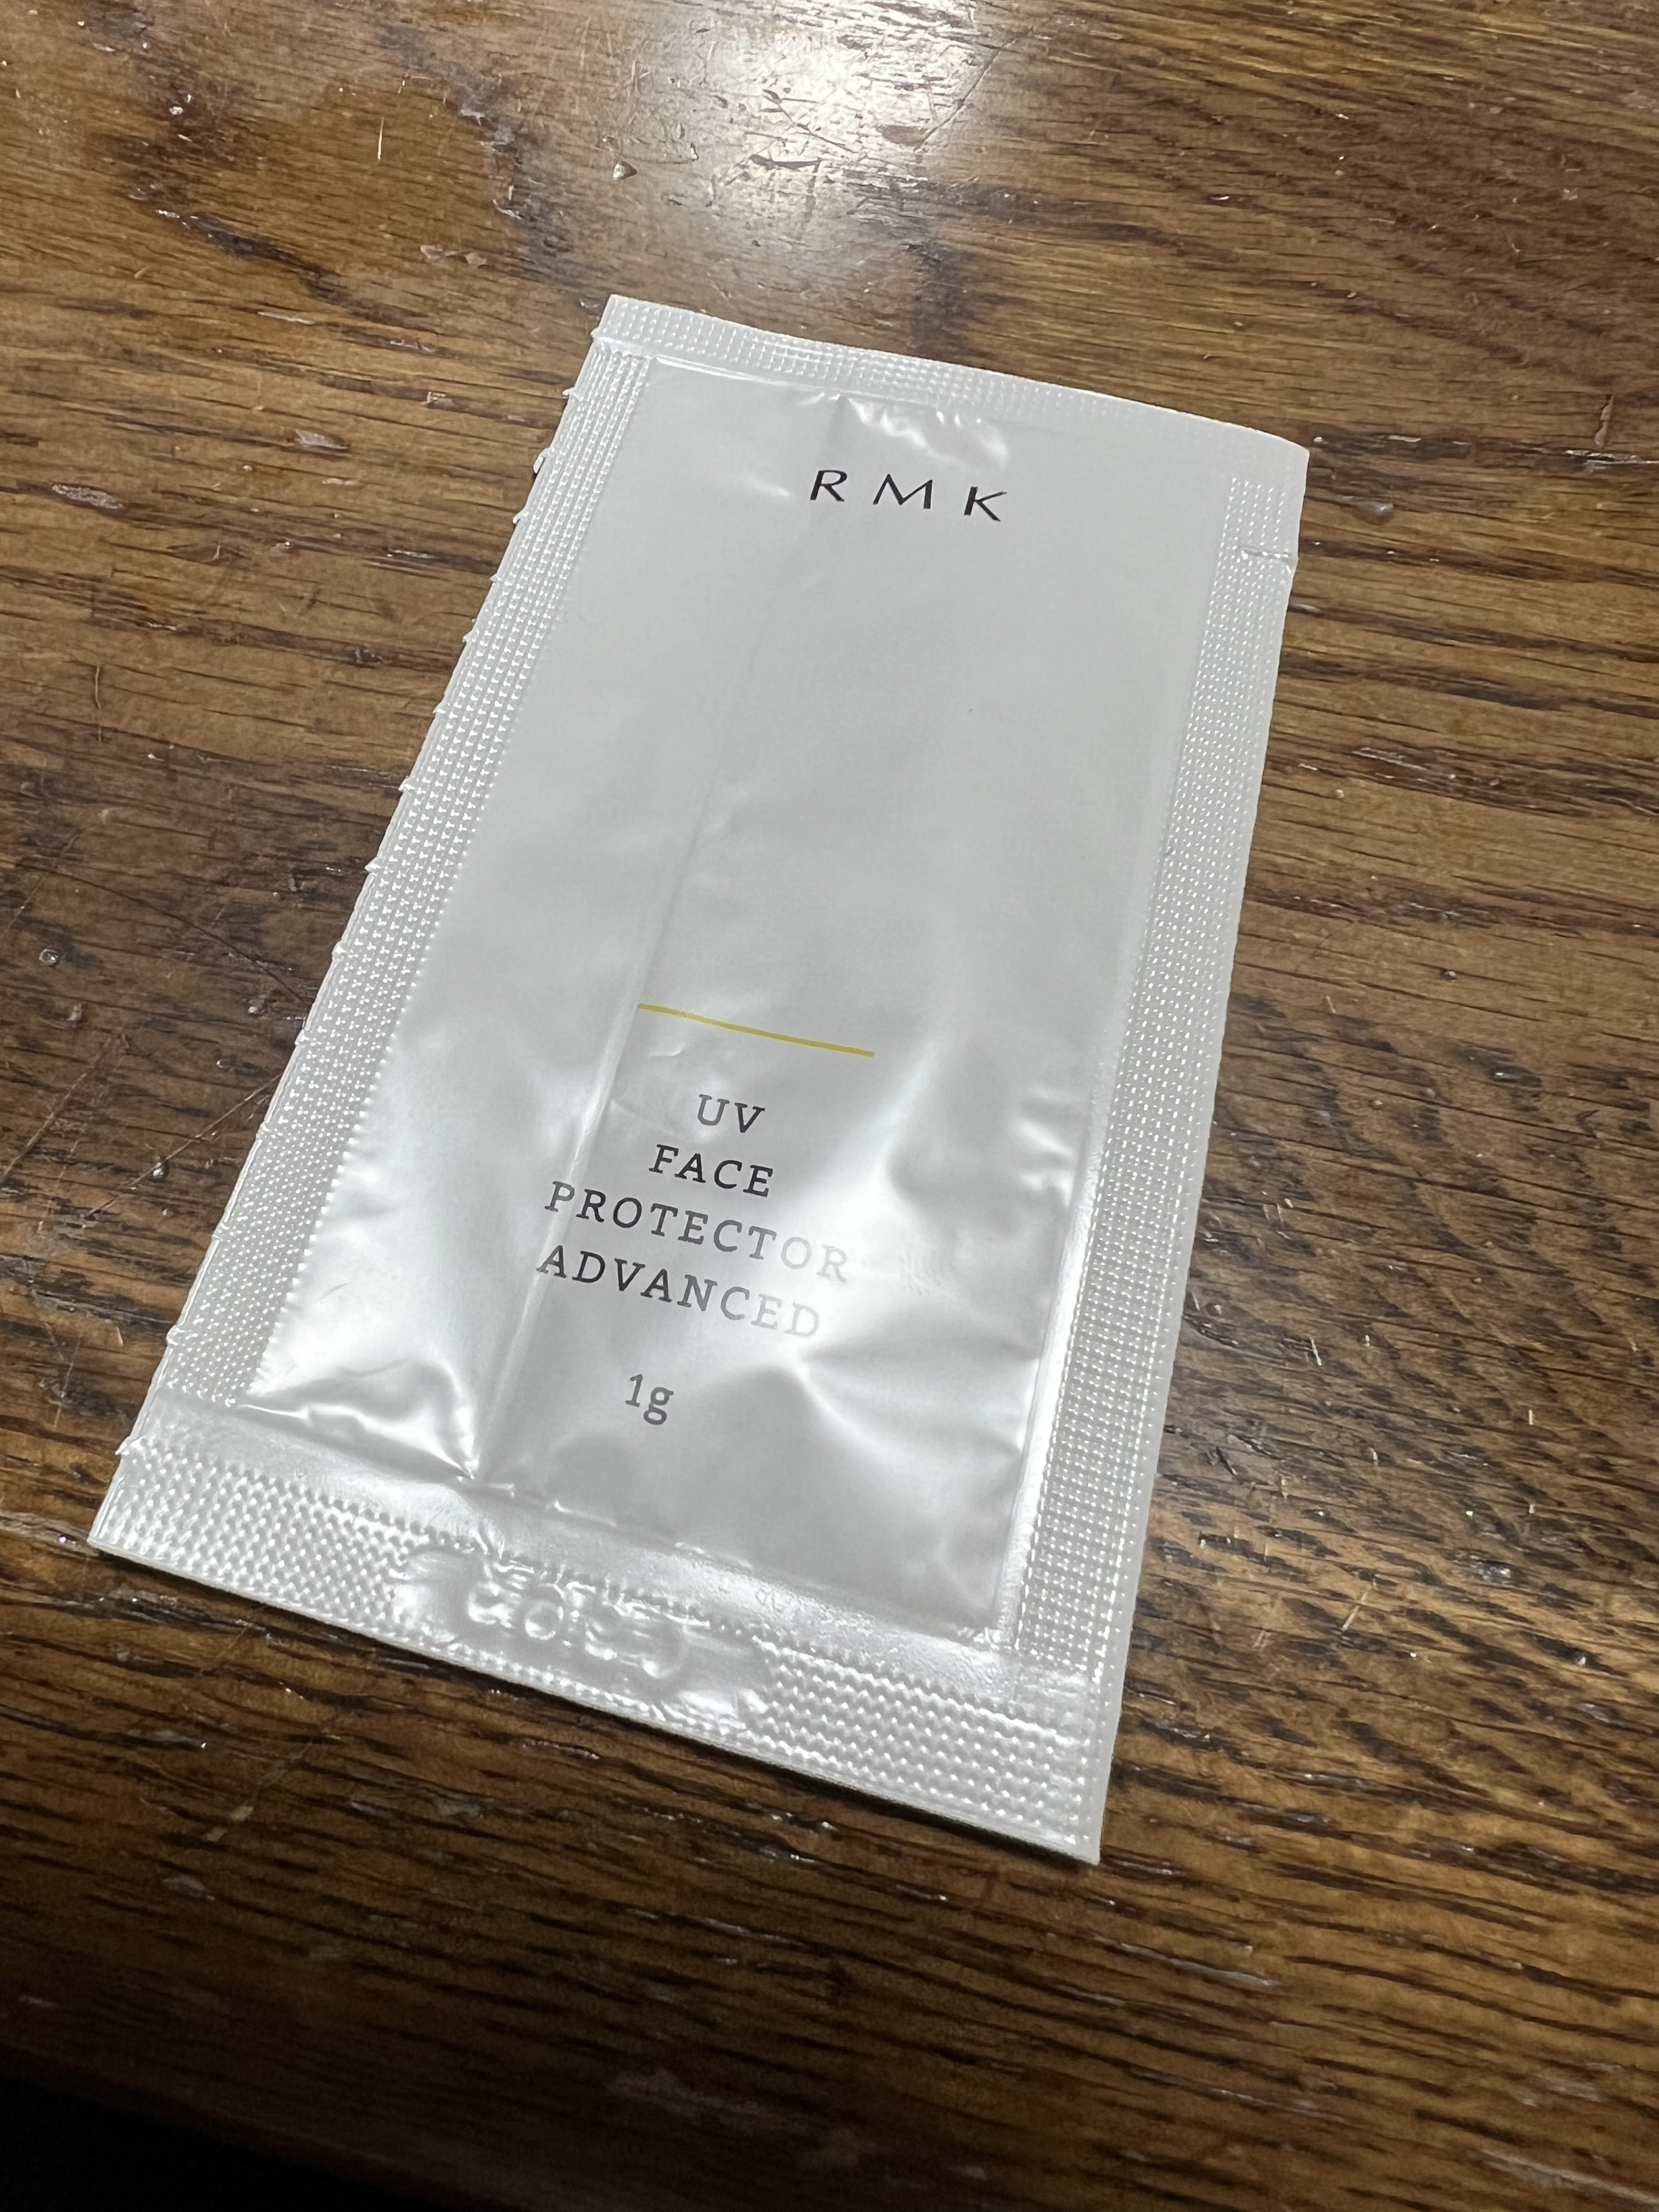 RMK
UV
FACE
PROTECTOR
ADVANCED
1g